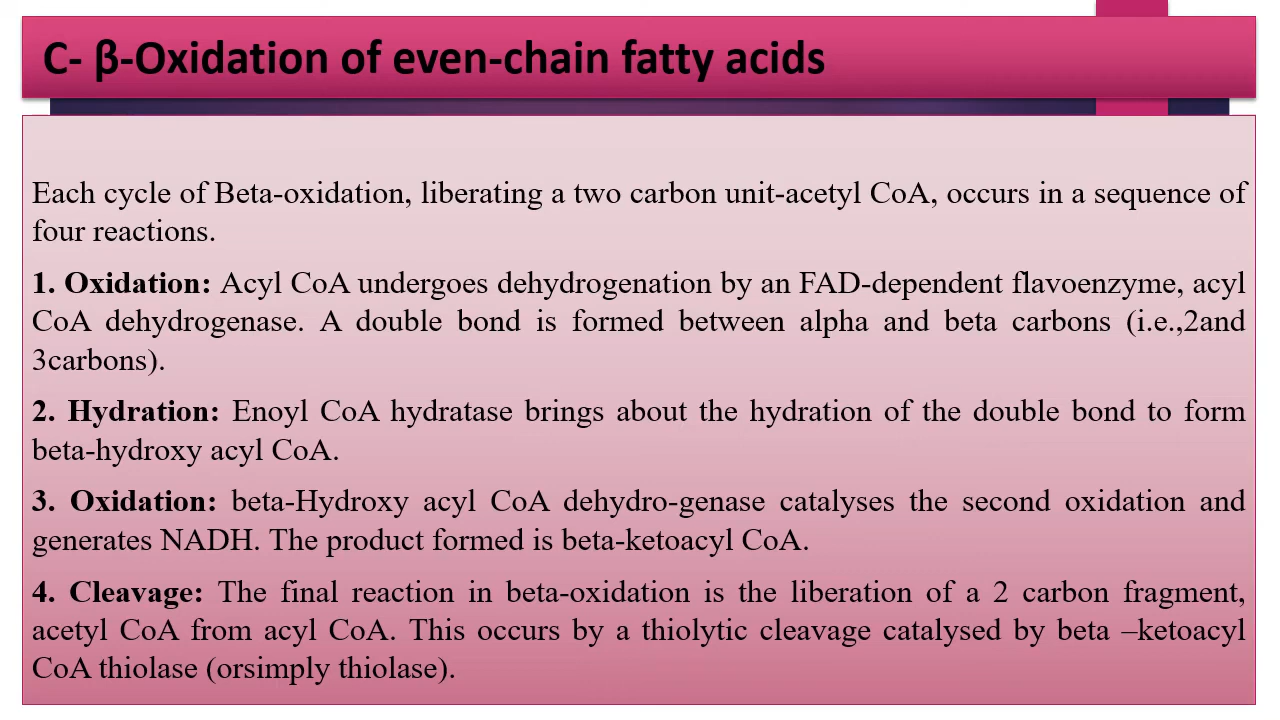 C- β-Oxidation of even-chain fatty acids
Each cycle of Beta-oxidation, liberating a two carbon unit-acetyl CoA, occurs in a sequence of
four reactions.
1. Oxidation: Acyl CoA undergoes dehydrogenation by an FAD-dependent flavoenzyme, acyl
CoA dehydrogenase. A double bond is formed between alpha and beta carbons (i.e.,2and
3carbons).
2. Hydration: Enoyl CoA hydratase brings about the hydration of the double bond to form
beta-hydroxy acyl CoA.
3. Oxidation: beta-Hydroxy acyl CoA dehydro-genase catalyses the second oxidation and
generates NADH. The product formed is beta-ketoacyl CoA.
4. Cleavage: The final reaction in beta-oxidation is the liberation of a 2 carbon fragment,
acetyl CoA from acyl CoA. This occurs by a thiolytic cleavage catalysed by beta –ketoacyl
CoA thiolase (orsimply thiolase).